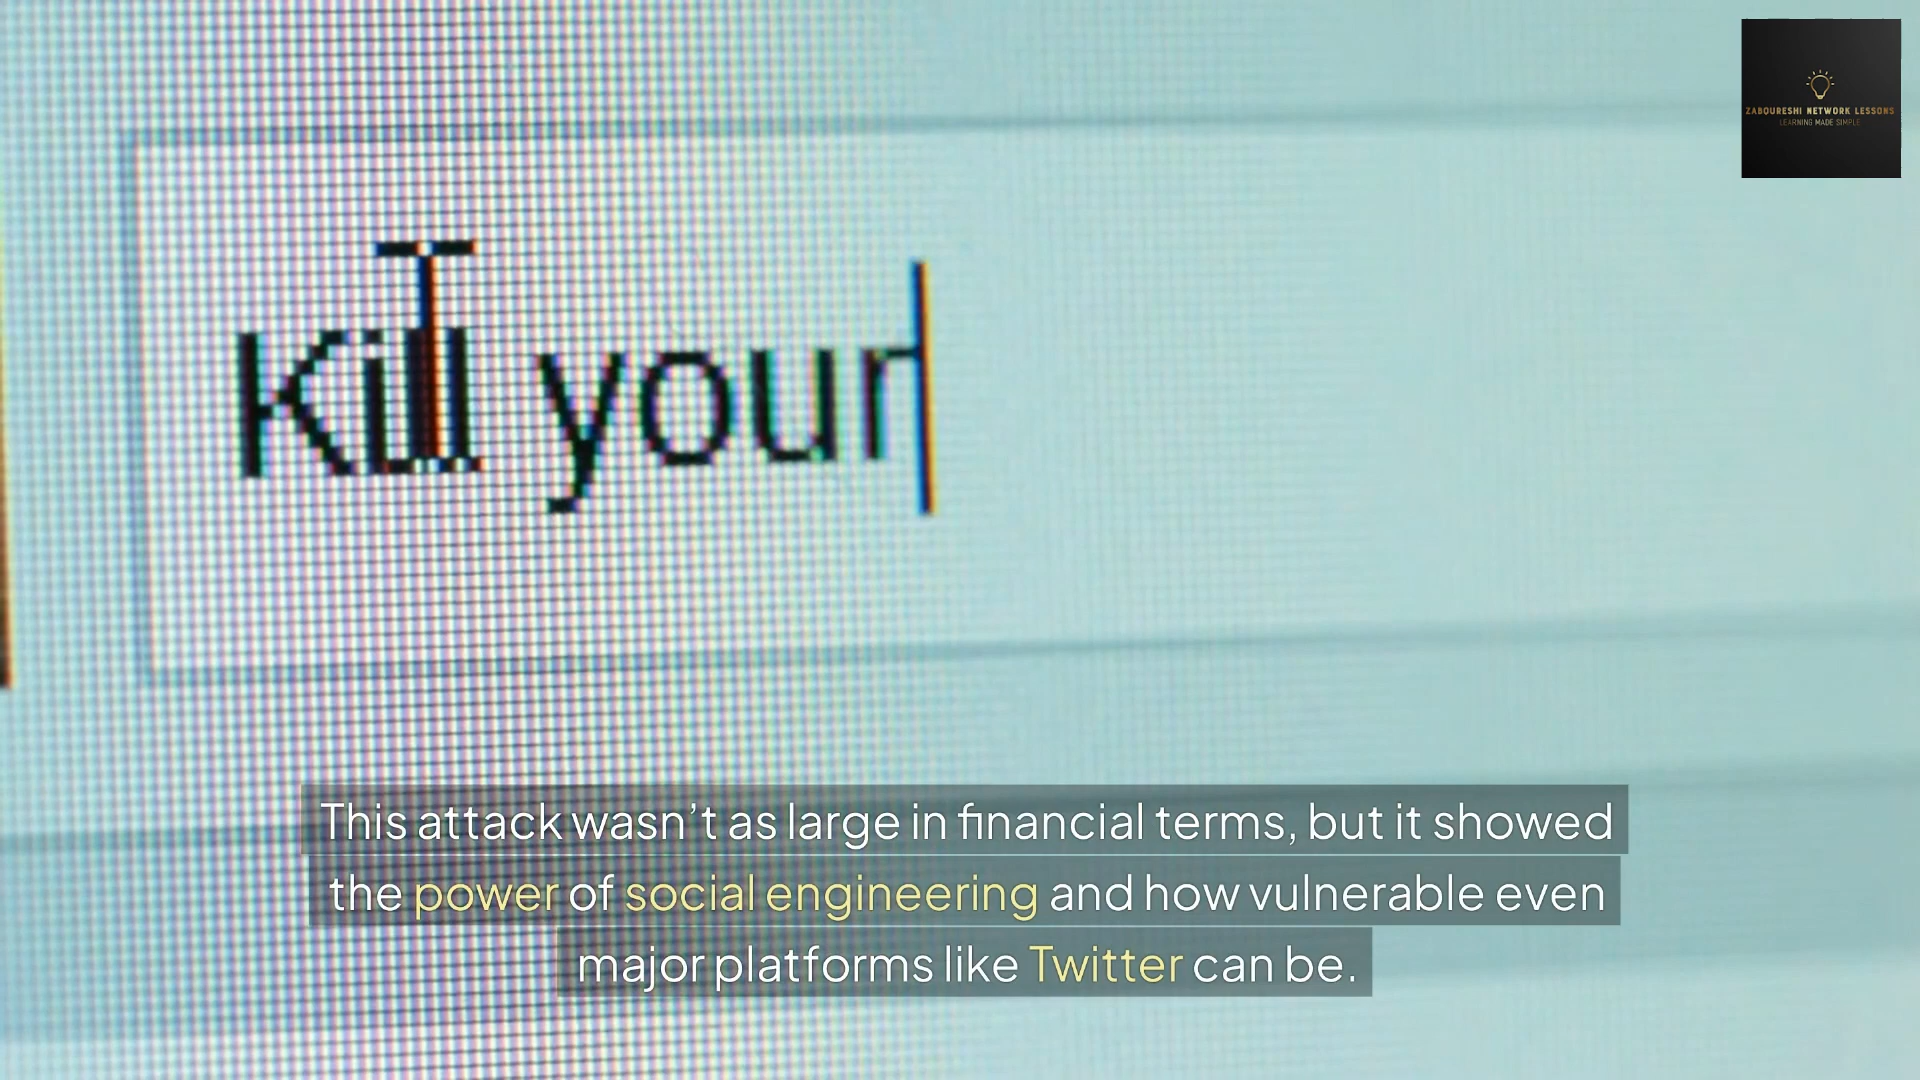 ZABOURESHI NETWORK LESSONS
LEARNING MADE SIMPLE
Kill your
This attack wasn't as large in financial terms, but it showed
the power of social engineering and how vulnerable even
major platforms like Twitter can be.